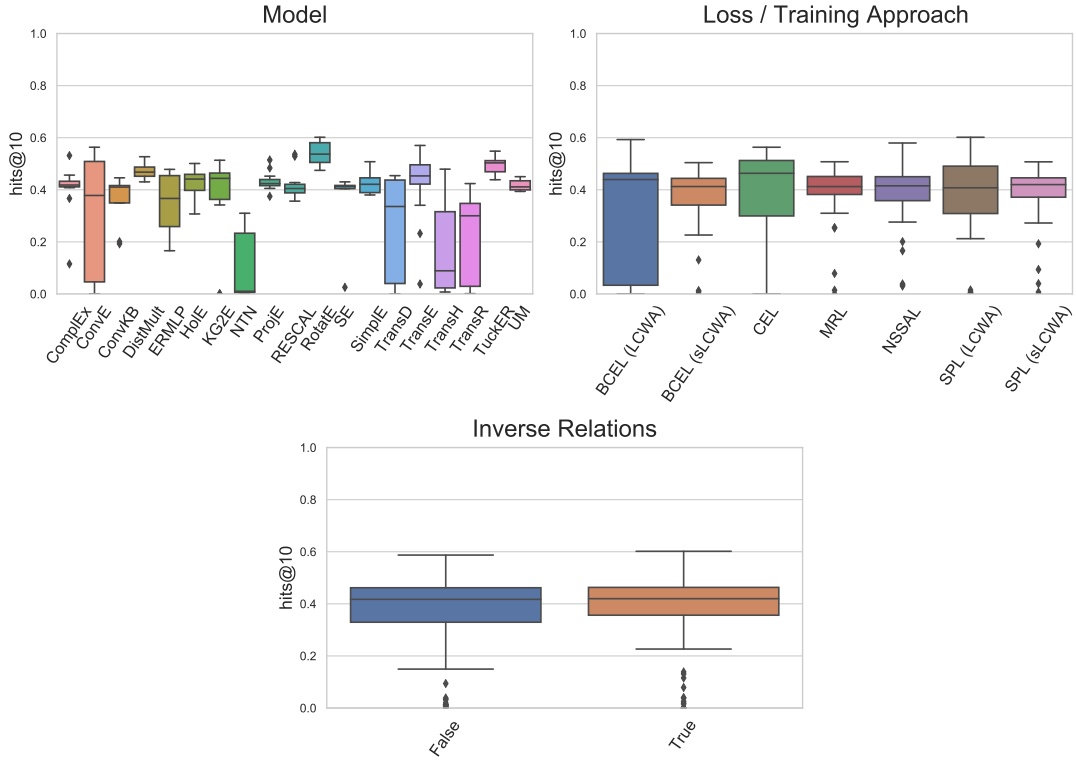 Model
hits@10
1.0
0.8
0.6
0.4
0.2
0.0
ComplEx
ConvE
ConvKB
DistMult
ERMLP
HolE
KG2E
NTN
ProjE
RESCAL
RotatE
SE
SimplE
TransD
TransE
TransH
TransR
TuckER
UM
Loss / Training Approach
hits@10
1.0
0.8
0.6
0.4
0.2
0.0
BCEL (LCWA)
BCEL (sLCWA)
CEL
MRL
NSSAL
SPL (LCWA)
SPL (sLCWA)
Inverse Relations
hits@10
1.0
0.8
0.6
0.4
0.2
0.0
False
True